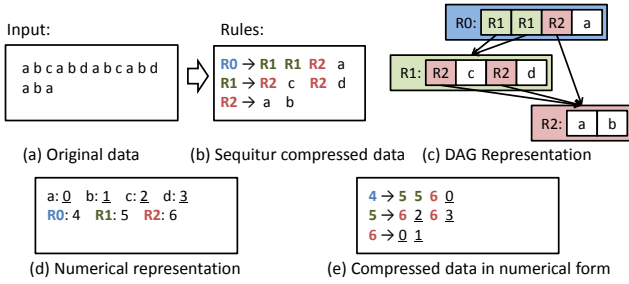 Input:
a b c a b d a b c a b d
a b a
Rules:
R0 → R1 R1 R2 a
R1 → R2 c R2 d
R2 → a b
R0: R1 R1 R2 a
R1: R2 c R2 d
R2: a b
(a) Original data
(b) Sequitur compressed data
(c) DAG Representation
a: 0 b: 1 c: 2 d: 3
R0: 4 R1: 5 R2: 6
4 → 5 5 6 0
5 → 6 2 6 3
6 → 0 1
(d) Numerical representation
(e) Compressed data in numerical form